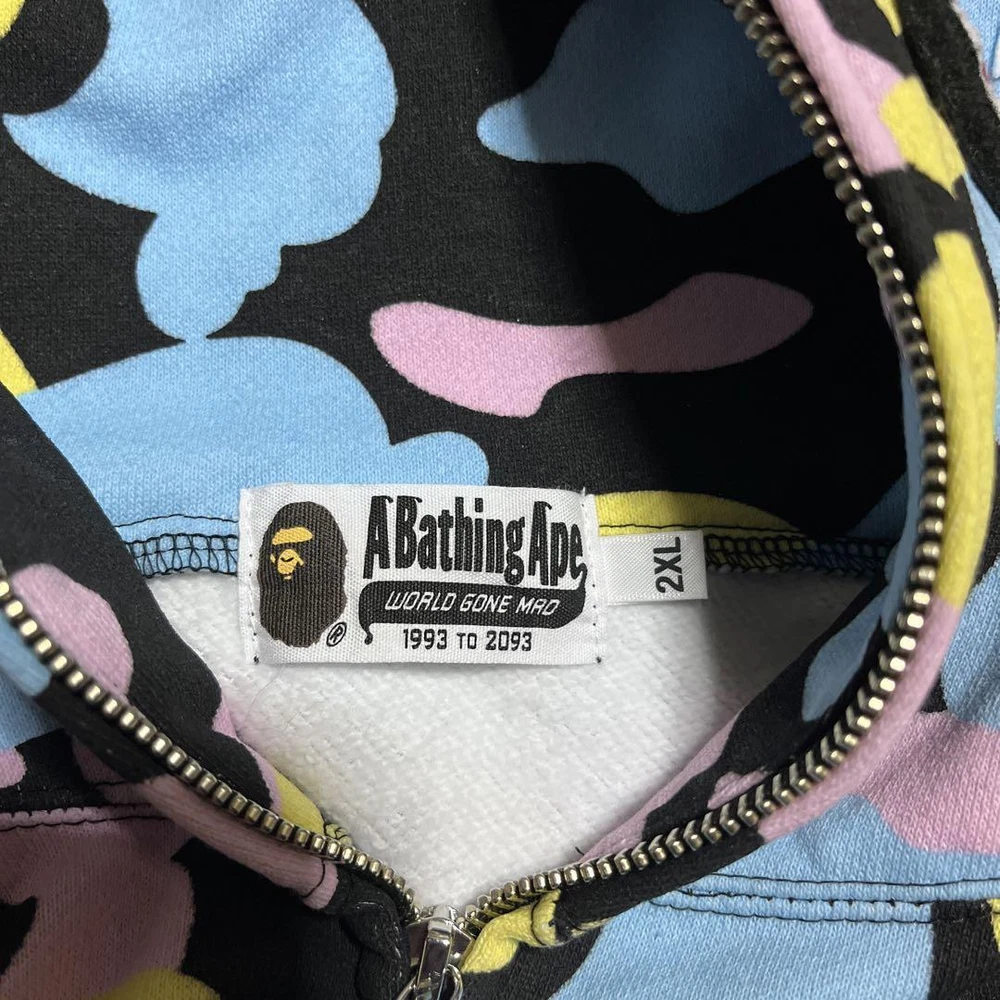 A Bathing Ape
WORLD GONE MAD
1993 TO 2093
®
2XL